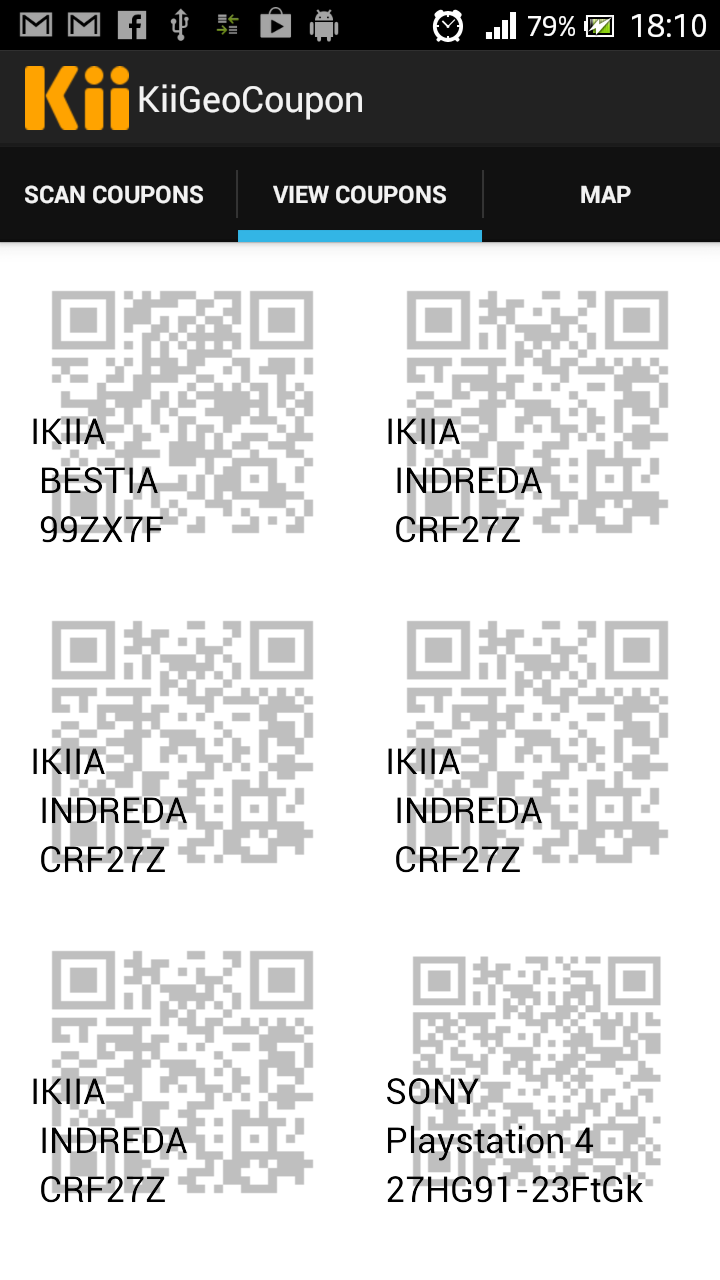 79% 18:10
Kii KiiGeoCoupon
SCAN COUPONS VIEW COUPONS MAP
IKIIA
BESTIA
99ZX7F
IKIIA
INDREDA
CRF27Z
IKIIA
INDREDA
CRF27Z
IKIIA
INDREDA
CRF27Z
IKIIA
INDREDA
CRF27Z
SONY
Playstation 4
27HG91-23FtGk